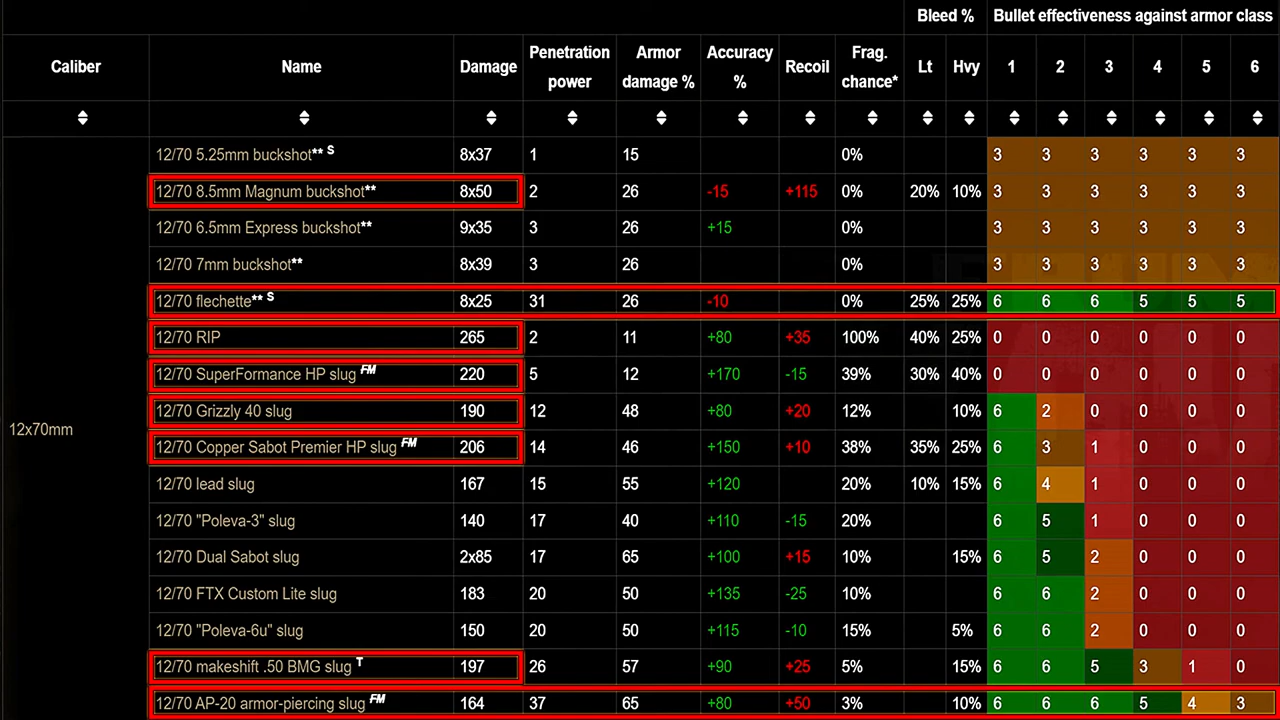 Bleed % Bullet effectiveness against armor class
Caliber Name Damage Penetration power Armor damage % Accuracy % Recoil Frag. chance* Lt Hvy 1 2 3 4 5 6
12x70mm
12/70 5.25mm buckshot** S 8x37 1 15 0% 3 3 3 3 3 3
12/70 8.5mm Magnum buckshot** 8x50 2 26 -15 +115 0% 20% 10% 3 3 3 3 3 3
12/70 6.5mm Express buckshot** 9x35 3 26 +15 0% 3 3 3 3 3 3
12/70 7mm buckshot** 8x39 3 26 0% 3 3 3 3 3 3
12/70 flechette** S 8x25 31 26 -10 0% 25% 25% 6 6 6 5 5 5
12/70 RIP 265 2 11 +80 +35 100% 40% 25% 0 0 0 0 0 0
12/70 SuperFormance HP slug FM 220 5 12 +170 -15 39% 30% 40% 0 0 0 0 0 0
12/70 Grizzly 40 slug 190 12 48 +80 +20 12% 10% 6 2 0 0 0 0
12/70 Copper Sabot Premier HP slug FM 206 14 46 +150 +10 38% 35% 25% 6 3 1 0 0 0
12/70 lead slug 167 15 55 +120 20% 10% 15% 6 4 1 0 0 0
12/70 "Poleva-3" slug 140 17 40 +110 -15 20% 6 5 1 0 0 0
12/70 Dual Sabot slug 2x85 17 65 +100 +15 10% 15% 6 5 2 0 0 0
12/70 FTX Custom Lite slug 183 20 50 +135 -25 10% 6 6 2 0 0 0
12/70 "Poleva-6u" slug 150 20 50 +115 -10 15% 5% 6 6 2 0 0 0
12/70 makeshift .50 BMG slug T 197 26 57 +90 +25 5% 15% 6 6 5 3 1 0
12/70 AP-20 armor-piercing slug FM 164 37 65 +80 +50 3% 10% 6 6 6 5 4 3